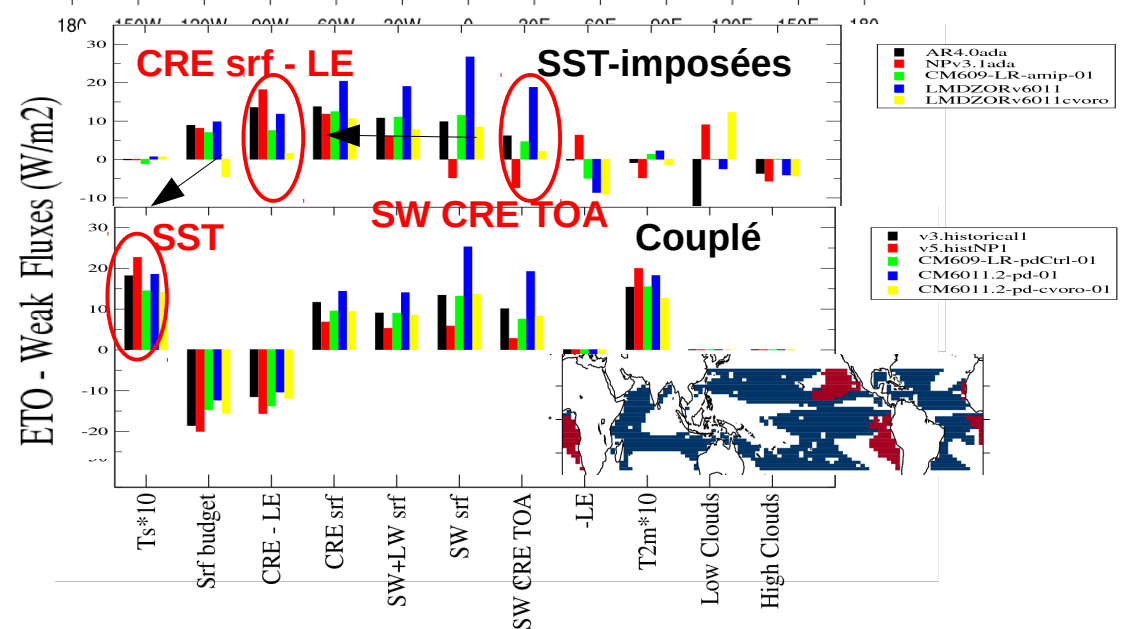 180 150W 120W 90W 60W 30W 0 30E 60E 90E 120E 150E 180
ETO - Weak Fluxes (W/m2)
30
20
10
0
-10
CRE srf - LE
SST-imposées
AR4.0ada
NPv3.1ada
CM609-LR-amip-01
LMDZORv6011
LMDZORv6011cvoro
SW CRE TOA
SST
Couplé
30
20
10
0
-10
-20
v3.historical1
v5.histNP1
CM609-LR-pdCtrl-01
CM6011.2-pd-01
CM6011.2-pd-cvoro-01
Ts*10
Srf budget
CRE - LE
CRE srf
SW+LW srf
SW srf
SW CRE TOA
-LE
T2m*10
Low Clouds
High Clouds